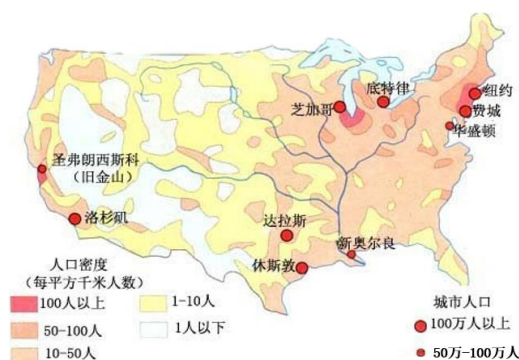 底特律
纽约
芝加哥
费城
华盛顿
圣弗朗西斯科
（旧金山）
洛杉矶
达拉斯
新奥尔良
休斯敦
人口密度
（每平方千米人数）
100人以上
1-10人
50-100人
1人以下
10-50人
城市人口
100万人以上
50万-100万人